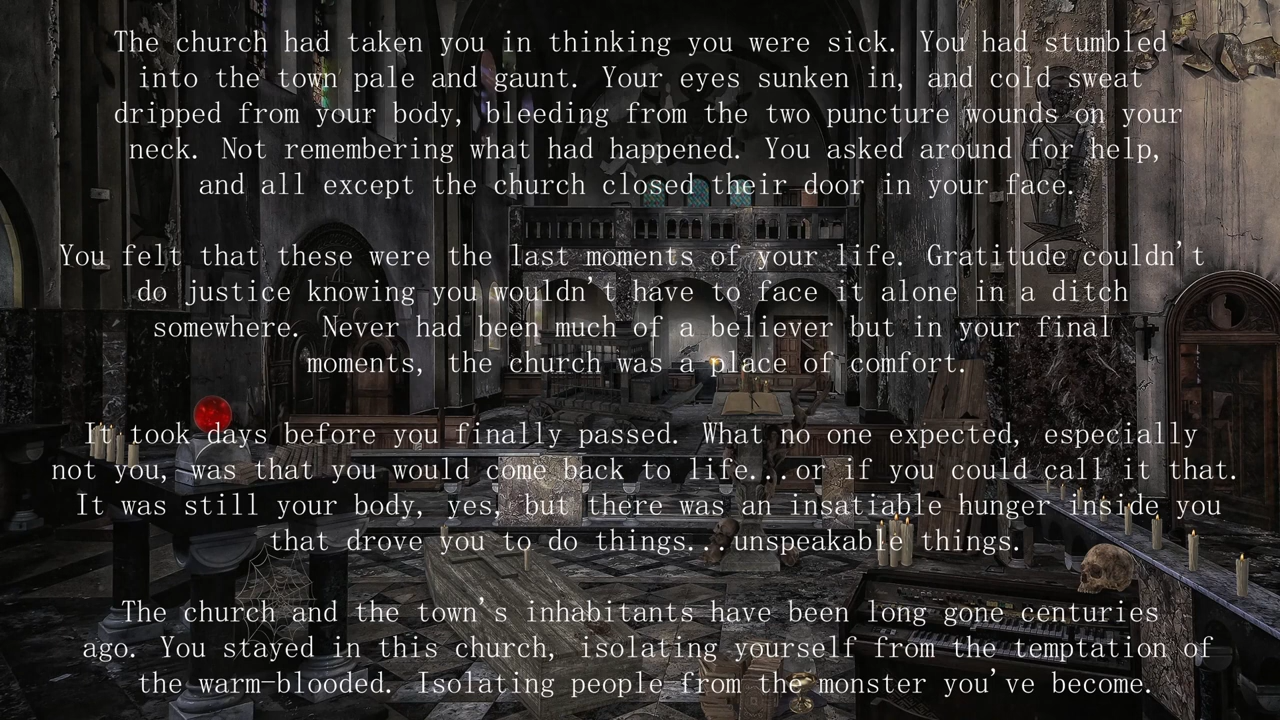 The church had taken you in thinking you were sick. You had stumbled
into the town pale and gaunt. Your eyes sunken in, and cold sweat
dripped from your body, bleeding from the two puncture wounds on your
neck. Not remembering what had happened. You asked around for help,
and all except the church closed their door in your face.
You felt that these were the last moments of your life. Gratitude couldn't
do justice knowing you wouldn't have to face it alone in a ditch
somewhere. Never had been much of a believer but in your final
moments, the church was a place of comfort.
It took days before you finally passed. What no one expected, especially
not you, was that you would come back to life...or if you could call it that.
It was still your body, yes, but there was an insatiable hunger inside you
that drove you to do things...unspeakable things.
The church and the town's inhabitants have been long gone centuries
ago. You stayed in this church, isolating yourself from the temptation of
the warm-blooded. Isolating people from the monster you've become.